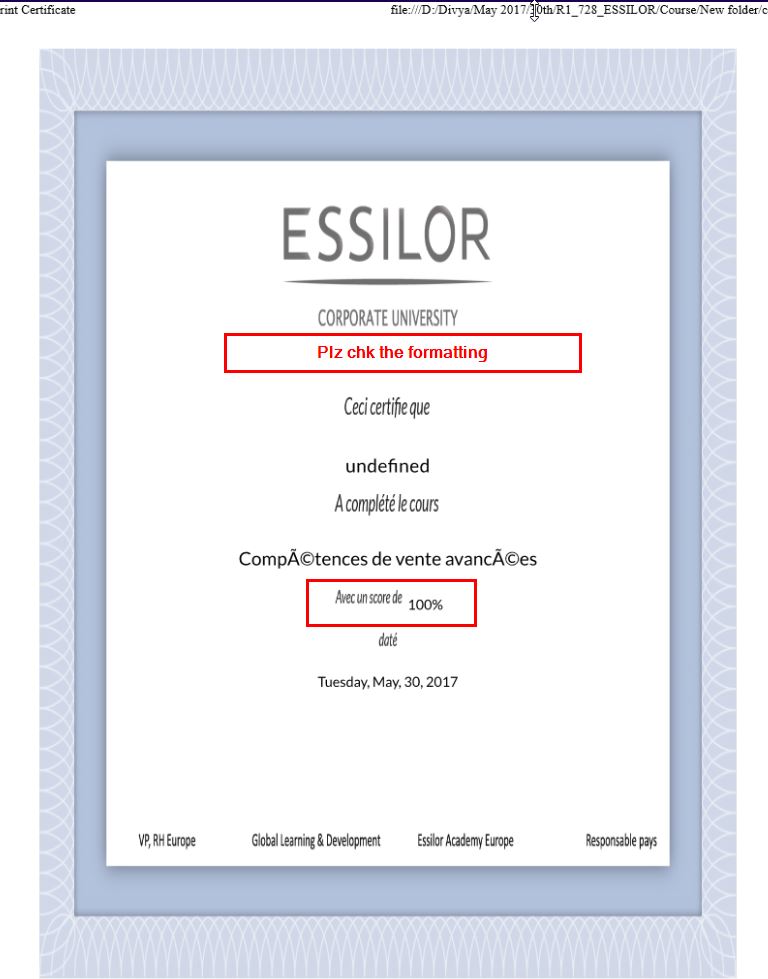 rint Certificate file:///D:/Divya/May 2017/30th/R1_728_ESSILOR/Course/New folder/c
ESSILOR
CORPORATE UNIVERSITY
Plz chk the formatting
Ceci certifie que
undefined
A complété le cours
CompÃ©tences de vente avancÃ©es
Avec un score de 100%
daté
Tuesday, May, 30, 2017
VP, RH Europe Global Learning & Development Essilor Academy Europe Responsable pays